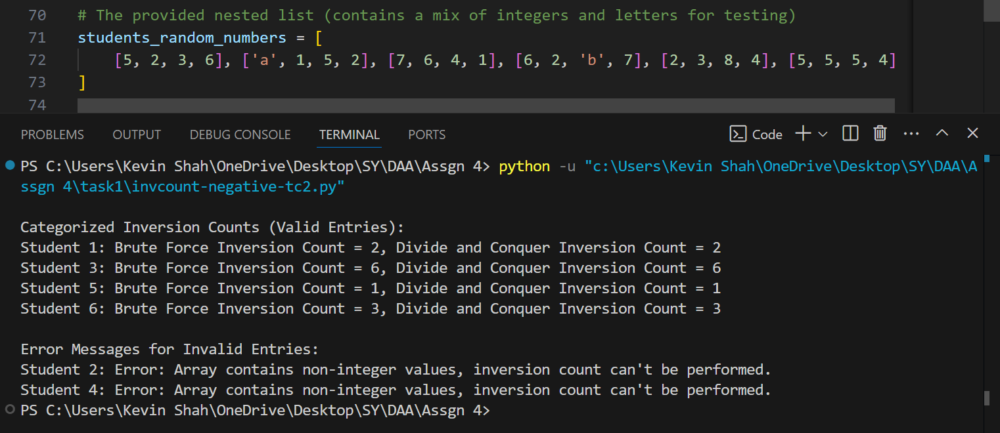 70 # The provided nested list (contains a mix of integers and letters for testing)
71 students_random_numbers = [
72 [5, 2, 3, 6], ['a', 1, 5, 2], [7, 6, 4, 1], [6, 2, 'b', 7], [2, 3, 8, 4], [5, 5, 5, 4]
73 ]
74
PROBLEMS OUTPUT DEBUG CONSOLE TERMINAL PORTS Code
PS C:\Users\Kevin Shah\OneDrive\Desktop\SY\DAA\Assgn 4> python -u "c:\Users\Kevin Shah\OneDrive\Desktop\SY\DAA\A
ssgn 4\task1\invcount-negative-tc2.py"
Categorized Inversion Counts (Valid Entries):
Student 1: Brute Force Inversion Count = 2, Divide and Conquer Inversion Count = 2
Student 3: Brute Force Inversion Count = 6, Divide and Conquer Inversion Count = 6
Student 5: Brute Force Inversion Count = 1, Divide and Conquer Inversion Count = 1
Student 6: Brute Force Inversion Count = 3, Divide and Conquer Inversion Count = 3
Error Messages for Invalid Entries:
Student 2: Error: Array contains non-integer values, inversion count can't be performed.
Student 4: Error: Array contains non-integer values, inversion count can't be performed.
PS C:\Users\Kevin Shah\OneDrive\Desktop\SY\DAA\Assgn 4>